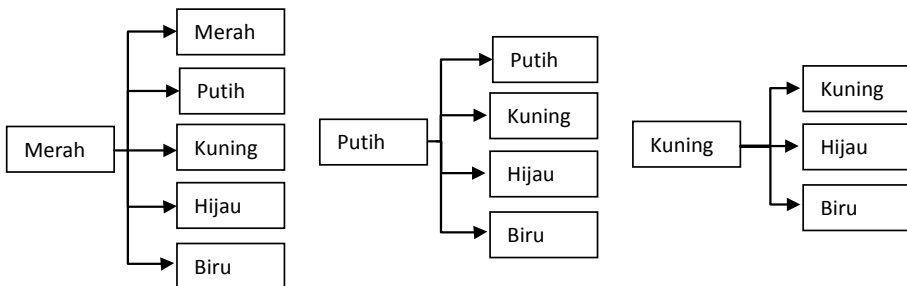 Merah
Merah
Putih
Kuning
Hijau
Biru
Putih
Putih
Kuning
Hijau
Biru
Kuning
Kuning
Hijau
Biru